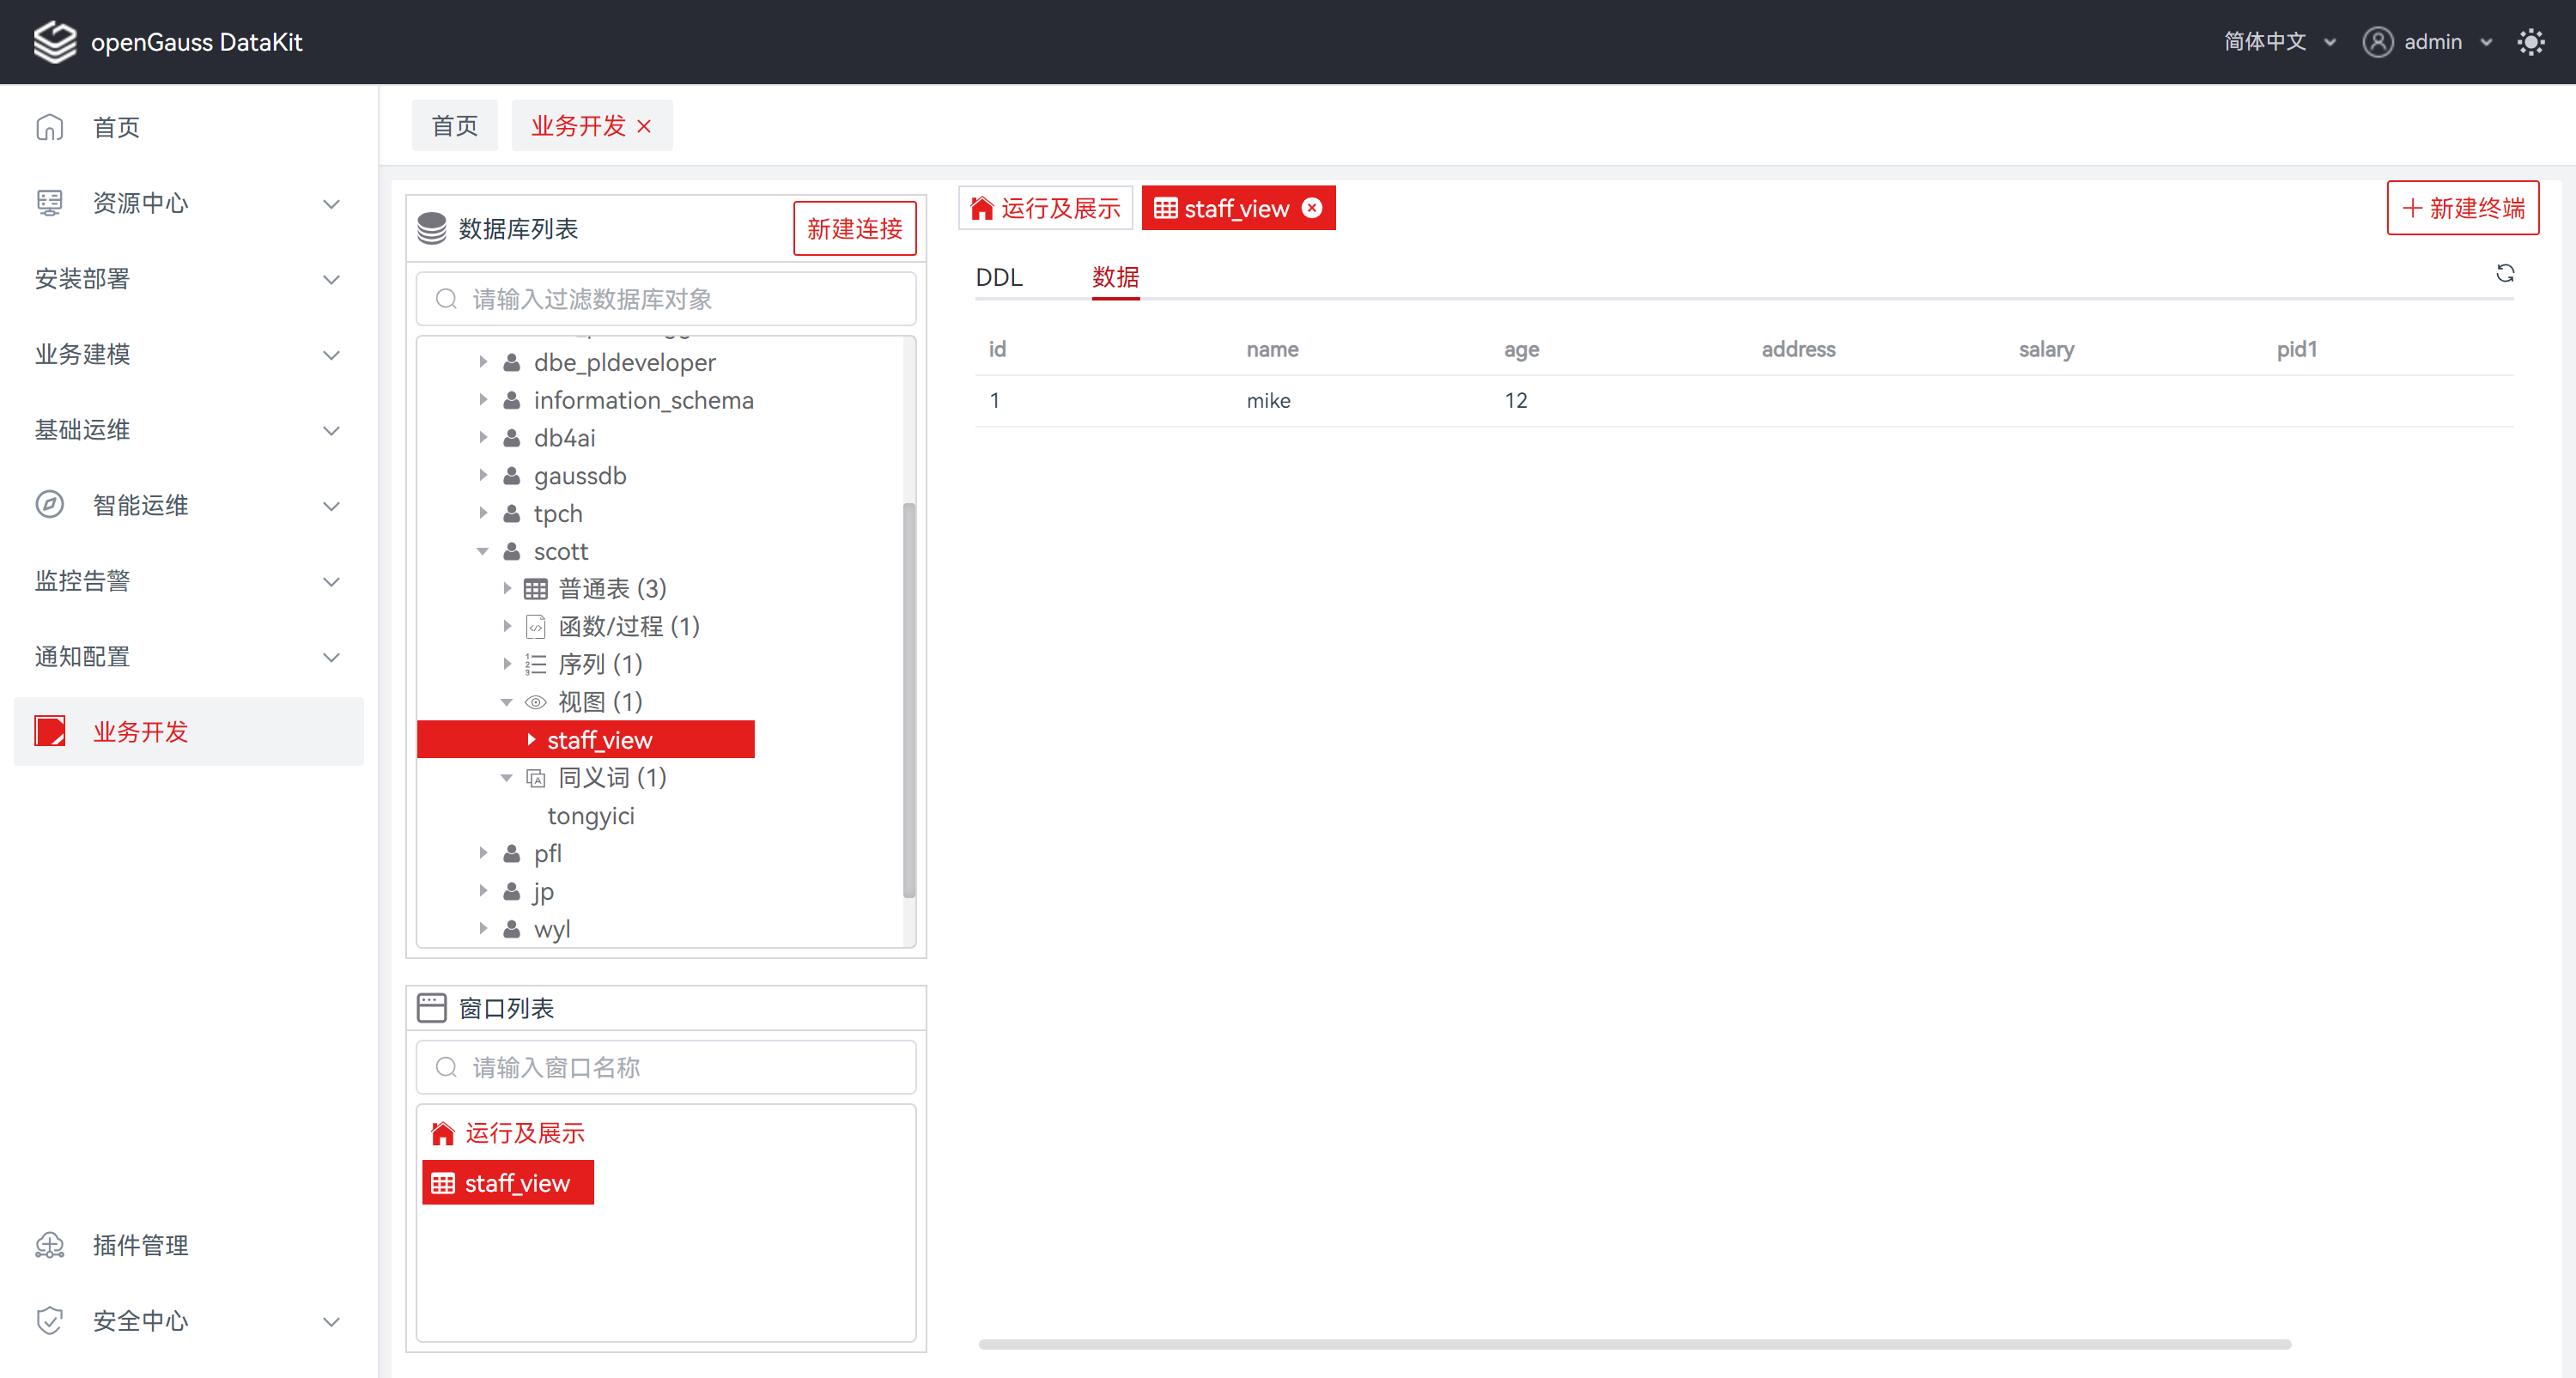 openGauss DataKit
简体中文
admin
首页
资源中心
安装部署
业务建模
基础运维
智能运维
监控告警
通知配置
业务开发
插件管理
安全中心
首页
业务开发
数据库列表
新建连接
请输入过滤数据库对象
dbe_pldeveloper
information_schema
db4ai
gaussdb
tpch
scott
普通表 (3)
函数/过程 (1)
序列 (1)
视图 (1)
staff_view
同义词 (1)
tongyici
pfl
jp
wyl
窗口列表
请输入窗口名称
运行及展示
staff_view
运行及展示
staff_view
新建终端
DDL 数据
id name age address salary pid1
1 mike 12